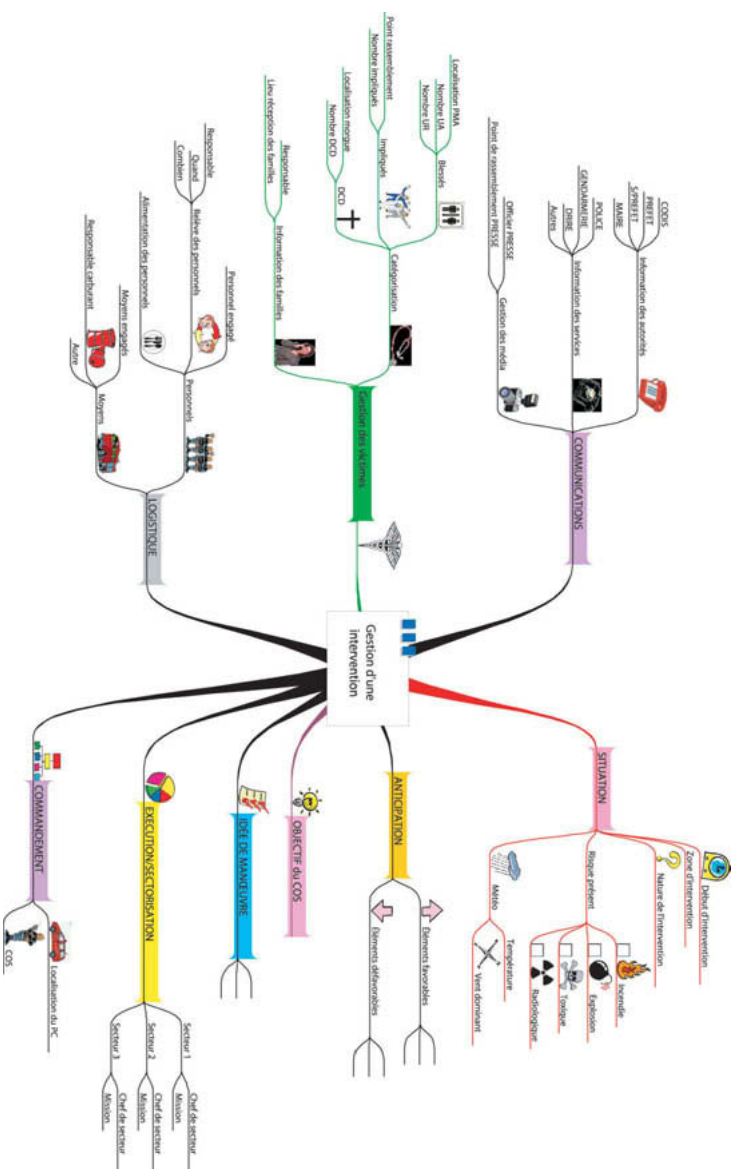 Gestion d'une
intervention
SITUATION
Début d'intervention
Zone d'intervention
Nature de l'intervention
Risque présent
Incendie
Explosion
Toxique
Radiologique
Météo
Température
Vent dominant
ANTICIPATION
Éléments favorables
Éléments défavorables
OBJECTIF du COS
IDÉE DE MANŒUVRE
EXECUTION/SECTORISATION
Secteur 1
Chef de secteur
Mission
Secteur 2
Chef de secteur
Mission
Secteur 3
Chef de secteur
Mission
COMMANDEMENT
Localisation du PC
COS
COMMUNICATIONS
Information des autorités
CODIS
PREFET
S/PREFET
MAIRE
Information des services
POLICE
GENDARMERIE
DRIRE
Autres
Gestion des média
Officier PRESSE
Point de rassemblement PRESSE
Gestion des victimes
Catégorisation
Blessés
Localisation PMA
Nombre UA
Nombre UR
Impliqués
Point rassemblement
Nombre impliqués
DCD
Localisation morgue
Nombre DCD
Information des familles
Responsable
Lieu réception des familles
LOGISTIQUE
Personnels
Personnel engagé
Relève des personnels
Responsable
Quand
Combien
Alimentation des personnels
Moyens
Moyens engagés
Responsable carburant
Autre